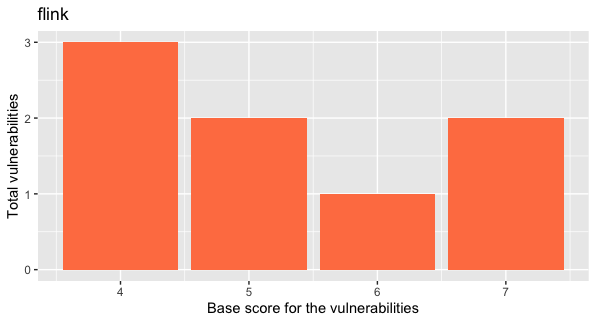 flink
3
2
1
0
Total vulnerabilities
4 5 6 7
Base score for the vulnerabilities